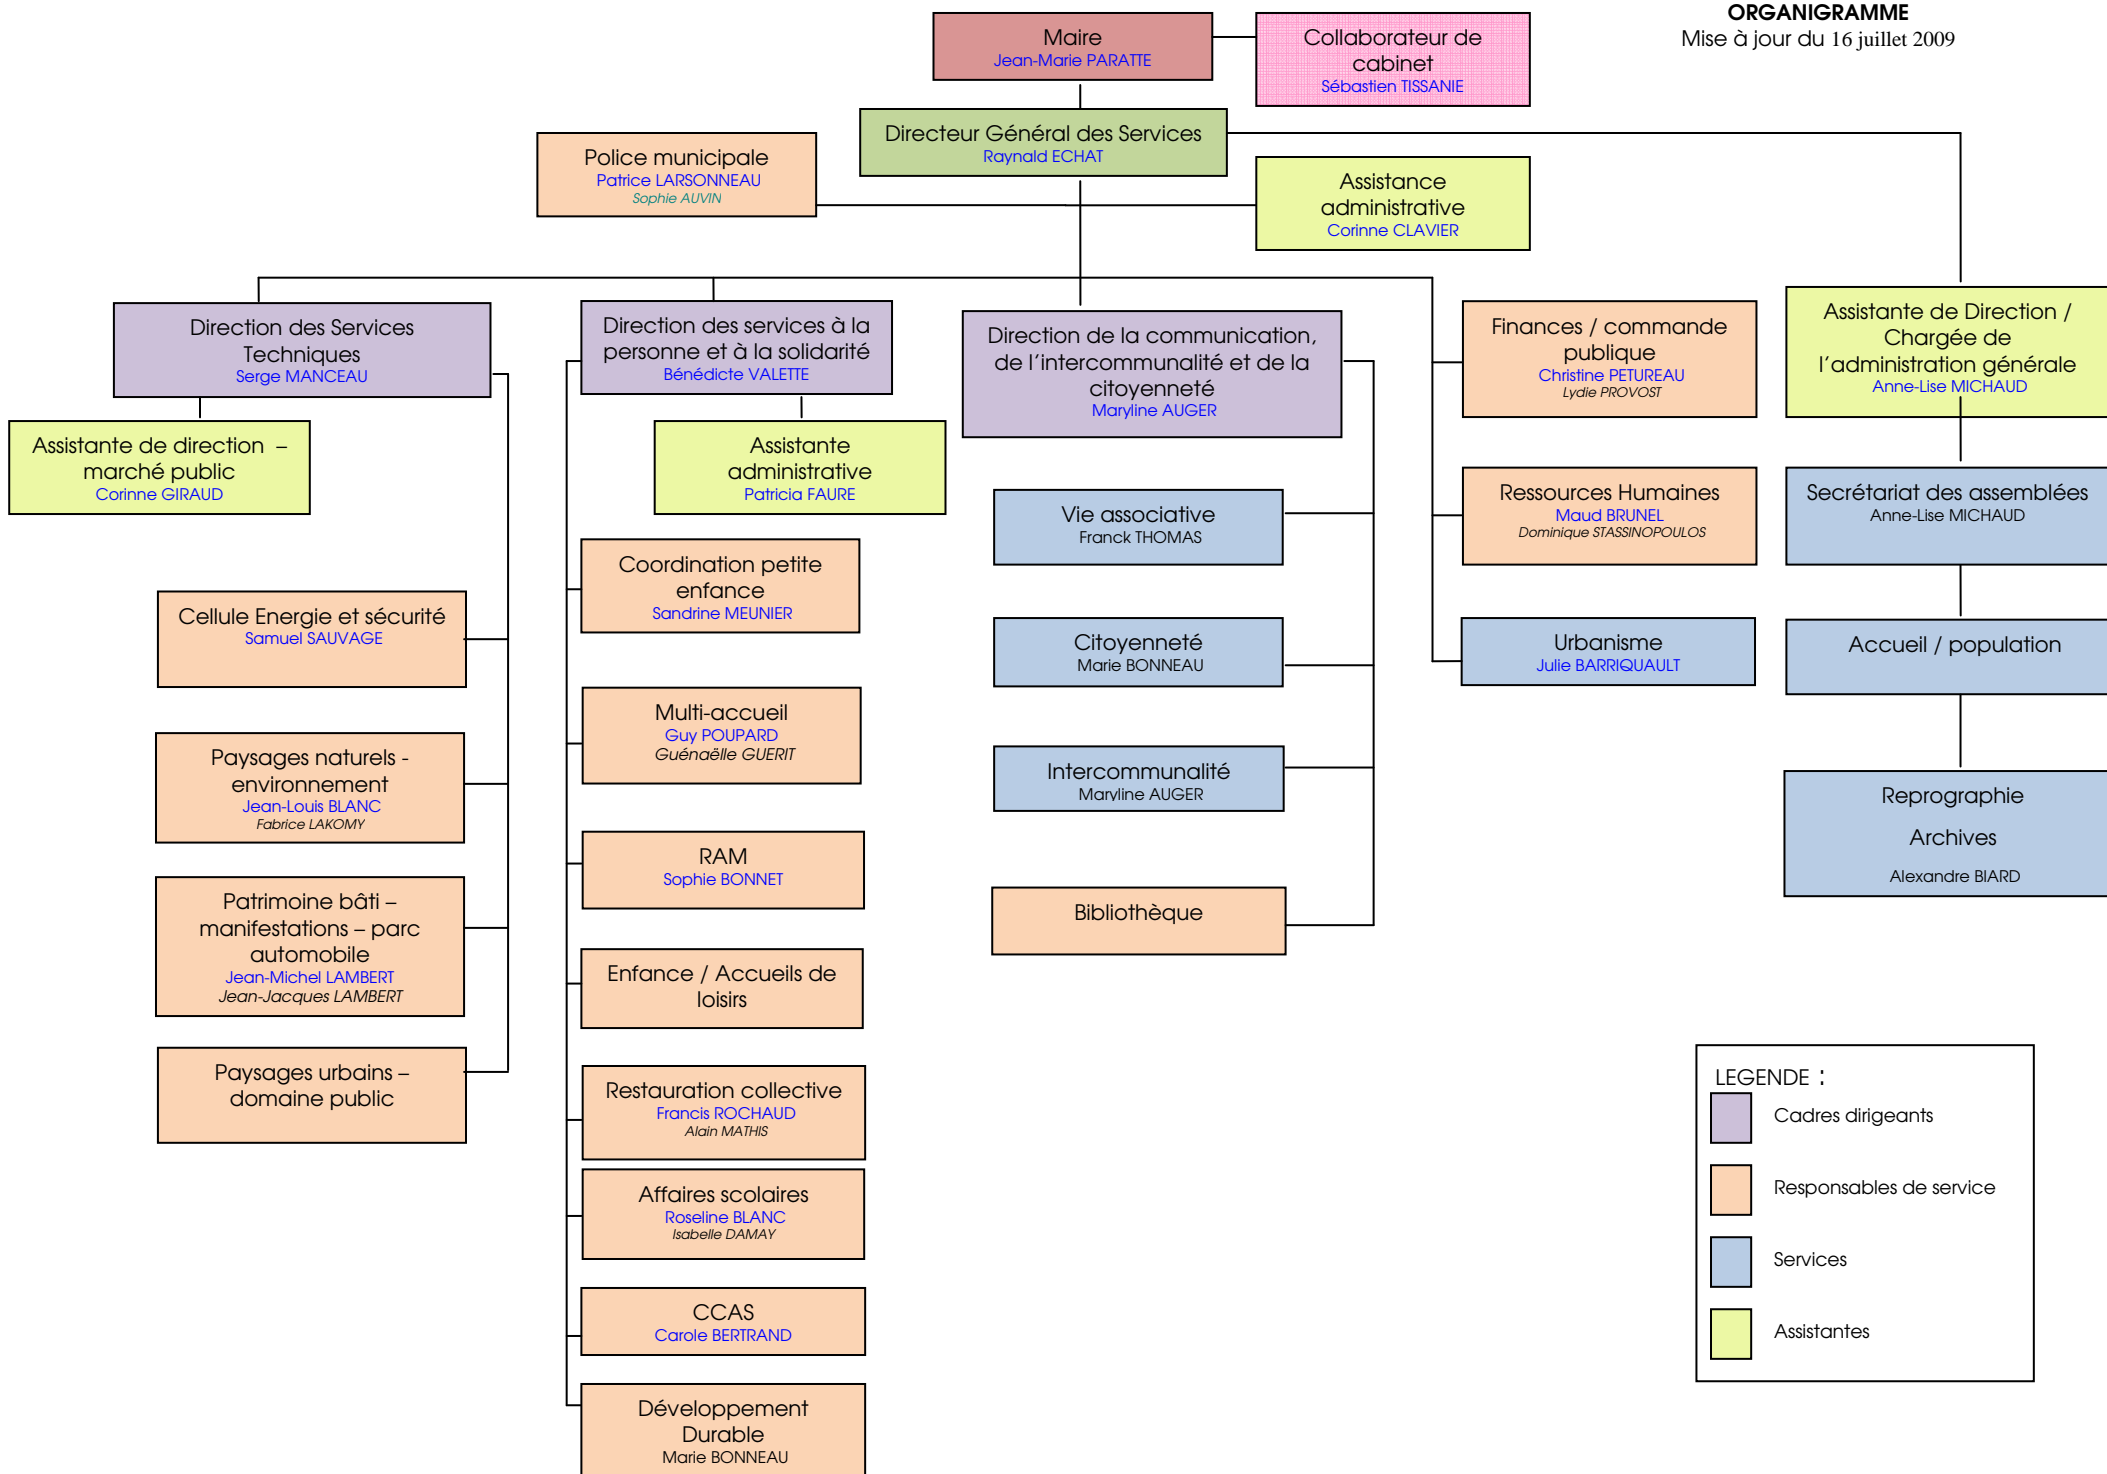 ORGANIGRAMME
Mise à jour du 16 juillet 2009
Maire
Jean-Marie PARATTE
Collaborateur de
cabinet
Sébastien TISSANIE
Directeur Général des Services
Raynald ECHAT
Police municipale
Patrice LARSONNEAU
Sophie AUVIN
Assistance
administrative
Corinne CLAVIER
Direction des Services
Techniques
Serge MANCEAU
Assistante de direction –
marché public
Corinne GIRAUD
Cellule Energie et sécurité
Samuel SAUVAGE
Paysages naturels -
environnement
Jean-Louis BLANC
Fabrice LAKOMY
Patrimoine bâti –
manifestations – parc
automobile
Jean-Michel LAMBERT
Jean-Jacques LAMBERT
Paysages urbains –
domaine public
Direction des services à la
personne et à la solidarité
Bénédicte VALETTE
Assistante
administrative
Patricia FAURE
Coordination petite
enfance
Sandrine MEUNIER
Multi-accueil
Guy POUPARD
Guénaëlle GUERIT
RAM
Sophie BONNET
Enfance / Accueils de
loisirs
Restauration collective
Francis ROCHAUD
Alain MATHIS
Affaires scolaires
Roseline BLANC
Isabelle DAMAY
CCAS
Carole BERTRAND
Développement
Durable
Marie BONNEAU
Direction de la communication,
de l'intercommunalité et de la
citoyenneté
Maryline AUGER
Vie associative
Franck THOMAS
Citoyenneté
Marie BONNEAU
Intercommunalité
Maryline AUGER
Bibliothèque
Finances / commande
publique
Christine PETUREAU
Lydie PROVOST
Ressources Humaines
Maud BRUNEL
Dominique STASSINOPOULOS
Urbanisme
Julie BARRIQUAULT
Assistante de Direction /
Chargée de
l'administration générale
Anne-Lise MICHAUD
Secrétariat des assemblées
Anne-Lise MICHAUD
Accueil / population
Reprographie
Archives
Alexandre BIARD
LEGENDE :
Cadres dirigeants
Responsables de service
Services
Assistantes